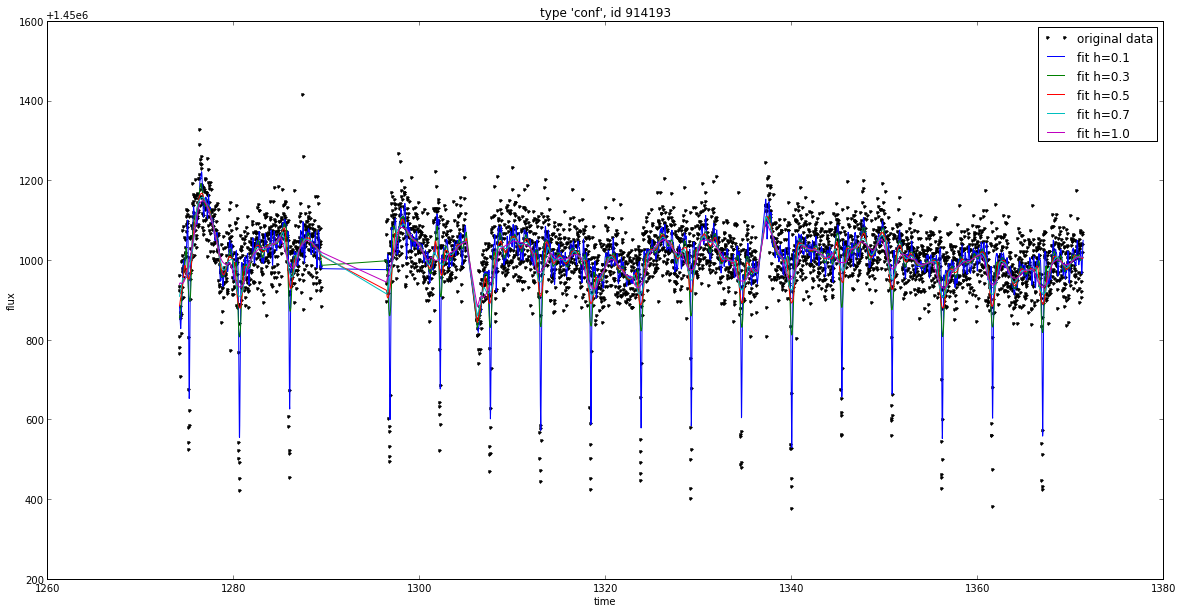 type 'conf', id 914193
+1.45e6
1600
1400
1200
1000
800
600
400
200
flux
1260
1280
1300
1320
1340
1360
1380
time
original data
fit h=0.1
fit h=0.3
fit h=0.5
fit h=0.7
fit h=1.0